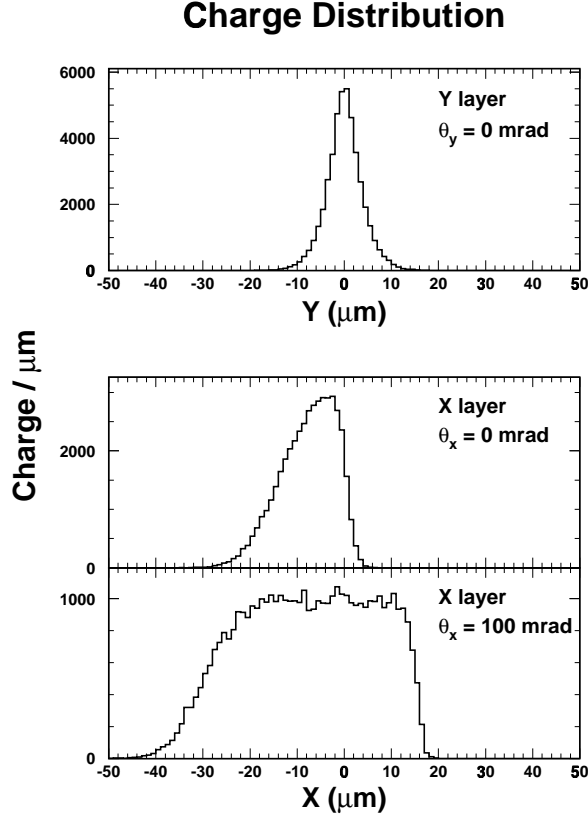 Charge Distribution
6000
4000
2000
0
Y layer
θy = 0 mrad
-50 -40 -30 -20 -10 0 10 20 30 40 50
Y (μm)
Charge / μm
2000
0
X layer
θx = 0 mrad
1000
500
0
X layer
θx = 100 mrad
-50 -40 -30 -20 -10 0 10 20 30 40 50
X (μm)